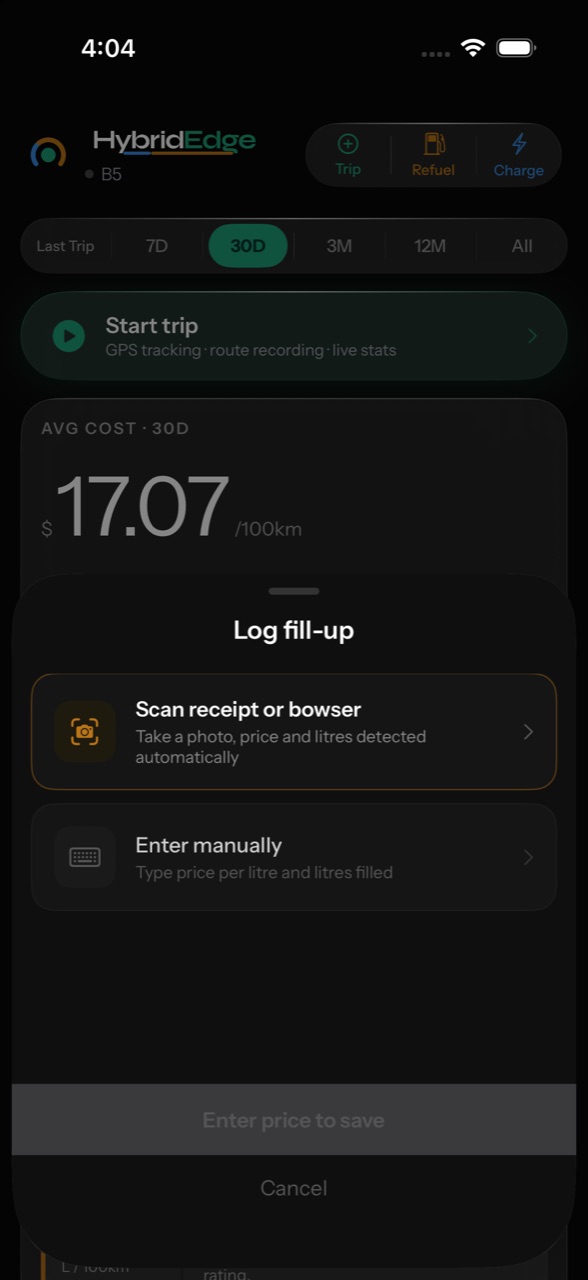 4:04
HybridEdge
B5
Trip
Refuel
Charge
Last Trip
7D
30D
3M
12M
All
Start trip
GPS tracking · route recording · live stats
AVG COST · 30D
$ 17.07 /100km
Log fill-up
Scan receipt or bowser
Take a photo, price and litres detected
automatically
Enter manually
Type price per litre and litres filled
Enter price to save
Cancel
L / 100km
rating.